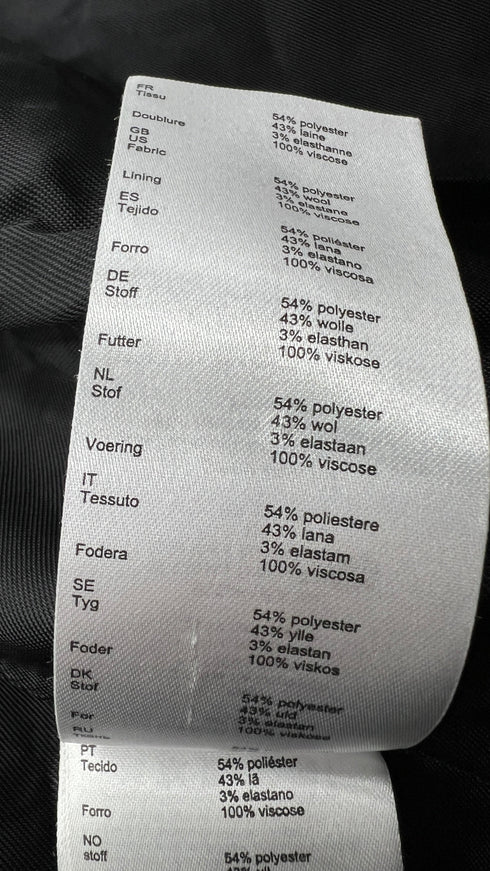 FR
Tissu 54% polyester
43% laine
3% elasthanne
Doublure 100% viscose
GB
US
Fabric 54% polyester
43% wool
3% elastane
Lining 100% viscose
ES
Tejido 54% poliéster
43% lana
3% elastano
Forro 100% viscosa
DE
Stoff 54% polyester
43% wolle
3% elasthan
Futter 100% viskose
NL
Stof 54% polyester
43% wol
3% elastaan
Voering 100% viscose
IT
Tessuto 54% poliestere
43% lana
3% elastam
Fodera 100% viscosa
SE
Tyg 54% polyester
43% ylle
3% elastan
Foder 100% viskos
DK
Stof 54% polyester
43% uld
3% elastan
For 100% viskose
RU
PT
Tecido 54% poliéster
43% lã
3% elastano
Forro 100% viscose
NO
stoff 54% polyester